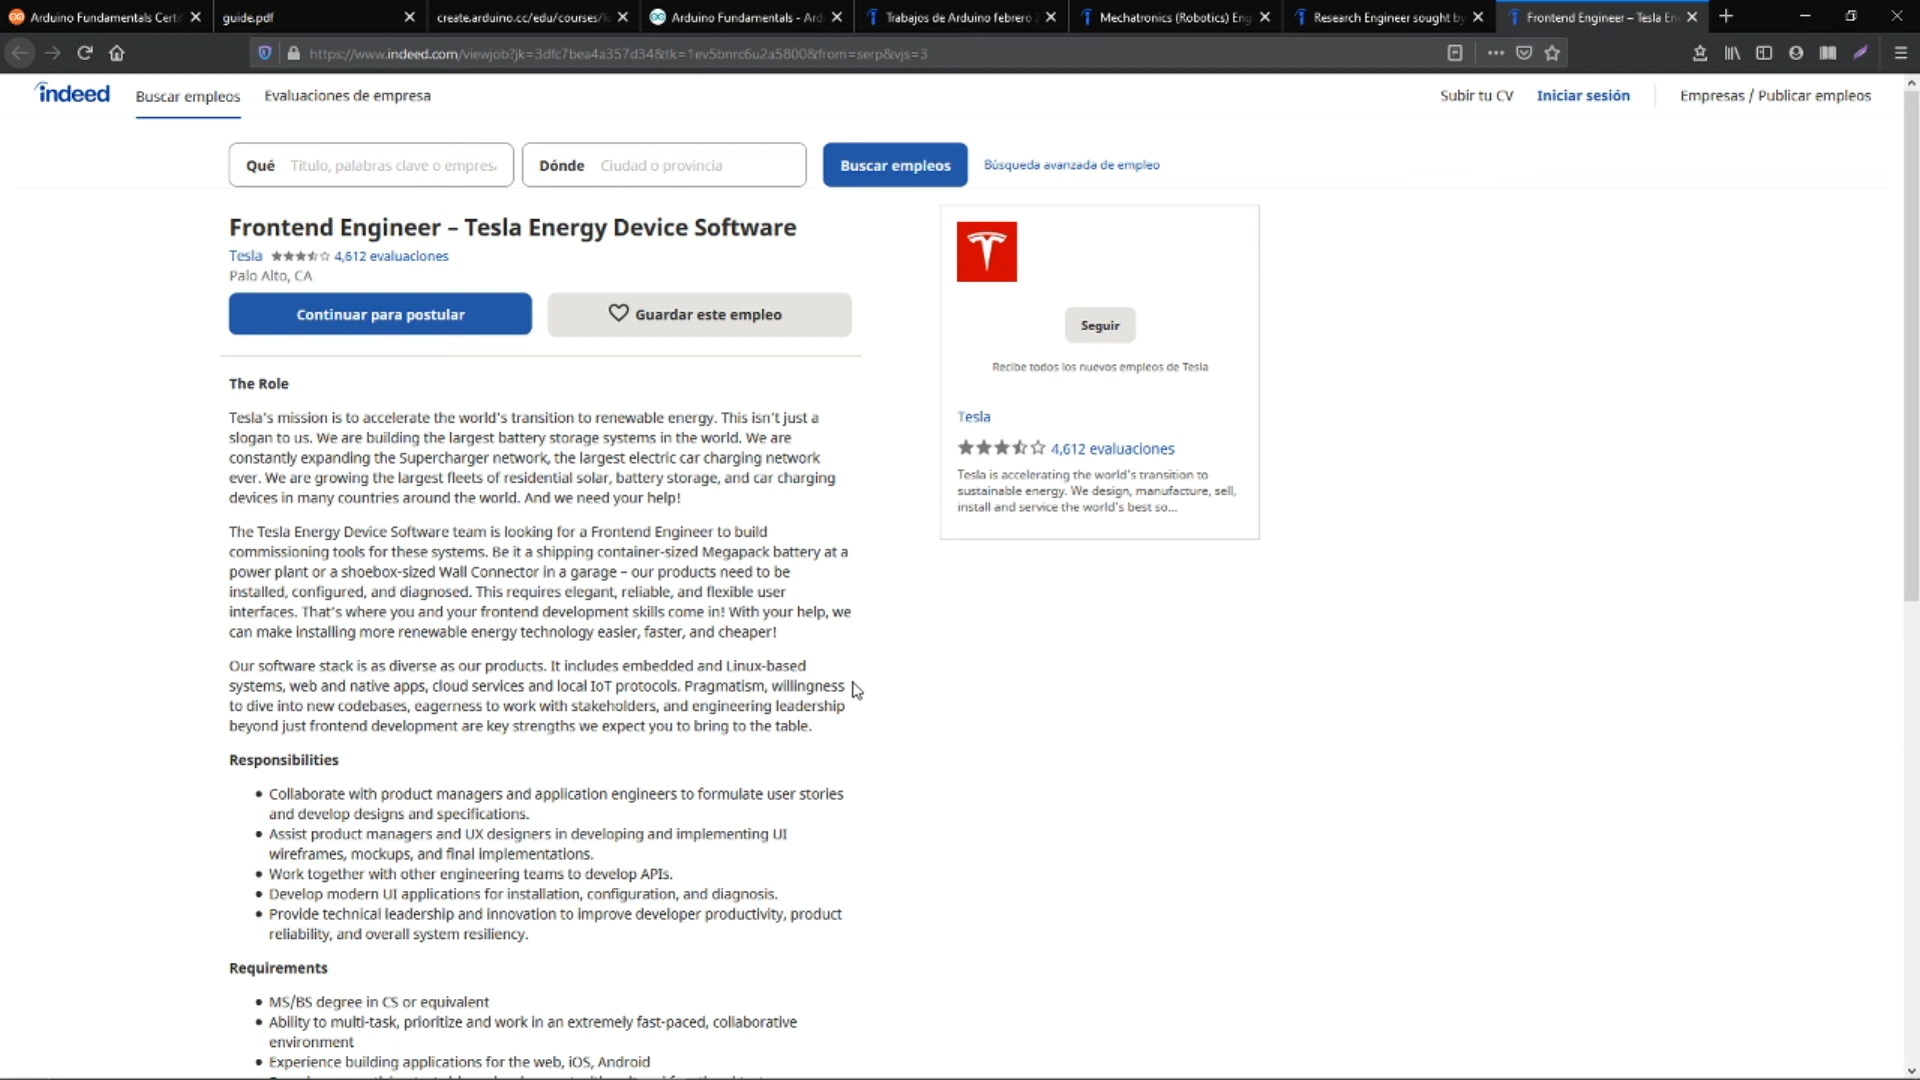 Arduino Fundamentals Certi
guide.pdf
create.arduino.cc/edu/courses/
Arduino Fundamentals - Ard
Trabajos de Arduino febrero
Mechatronics (Robotics) Eng
Research Engineer sought by
Frontend Engineer – Tesla En
https://www.indeed.com/viewjob?jk=3dfc7bea4a357d34&tk=1ev5bnrc6u2a5800&from=serp&vjs=3
indeed
Buscar empleos
Evaluaciones de empresa
Subir tu CV
Iniciar sesión
Empresas / Publicar empleos
Qué
Título, palabras clave o empres
Dónde
Ciudad o provincia
Buscar empleos
Búsqueda avanzada de empleo
Frontend Engineer – Tesla Energy Device Software
Tesla
4,612 evaluaciones
Palo Alto, CA
Continuar para postular
Guardar este empleo
Seguir
Recibe todos los nuevos empleos de Tesla
Tesla
4,612 evaluaciones
Tesla is accelerating the world's transition to
sustainable energy. We design, manufacture, sell,
install and service the world's best so...
The Role
Tesla's mission is to accelerate the world's transition to renewable energy. This isn't just a
slogan to us. We are building the largest battery storage systems in the world. We are
constantly expanding the Supercharger network, the largest electric car charging network
ever. We are growing the largest fleets of residential solar, battery storage, and car charging
devices in many countries around the world. And we need your help!
The Tesla Energy Device Software team is looking for a Frontend Engineer to build
commissioning tools for these systems. Be it a shipping container-sized Megapack battery at a
power plant or a shoebox-sized Wall Connector in a garage – our products need to be
installed, configured, and diagnosed. This requires elegant, reliable, and flexible user
interfaces. That's where you and your frontend development skills come in! With your help, we
can make installing more renewable energy technology easier, faster, and cheaper!
Our software stack is as diverse as our products. It includes embedded and Linux-based
systems, web and native apps, cloud services and local IoT protocols. Pragmatism, willingness
to dive into new codebases, eagerness to work with stakeholders, and engineering leadership
beyond just frontend development are key strengths we expect you to bring to the table.
Responsibilities
• Collaborate with product managers and application engineers to formulate user stories
and develop designs and specifications.
• Assist product managers and UX designers in developing and implementing UI
wireframes, mockups, and final implementations.
• Work together with other engineering teams to develop APIs.
• Develop modern UI applications for installation, configuration, and diagnosis.
• Provide technical leadership and innovation to improve developer productivity, product
reliability, and overall system resiliency.
Requirements
• MS/BS degree in CS or equivalent
• Ability to multi-task, prioritize and work in an extremely fast-paced, collaborative
environment
• Experience building applications for the web, iOS, Android